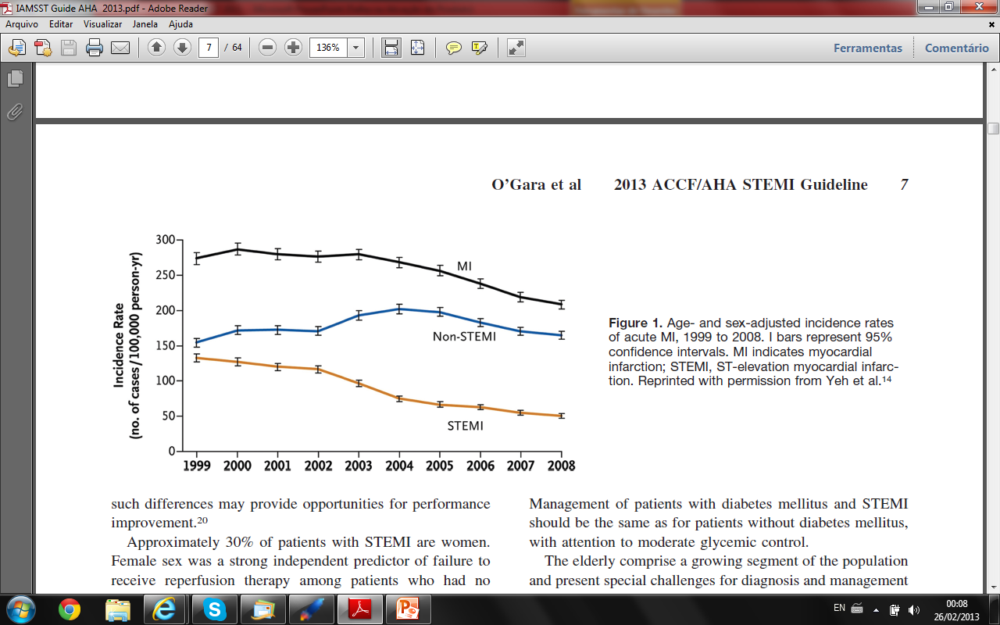 IAMSST Guide AHA 2013.pdf - Adobe Reader
Arquivo Editar Visualizar Janela Ajuda
7 / 64 136% Ferramentas Comentário
O'Gara et al 2013 ACCF/AHA STEMI Guideline 7
Incidence Rate
(no. of cases/100,000 person-yr)
300
250
200
150
100
50
0
MI
Non-STEMI
STEMI
1999 2000 2001 2002 2003 2004 2005 2006 2007 2008
Figure 1. Age- and sex-adjusted incidence rates
of acute MI, 1999 to 2008. I bars represent 95%
confidence intervals. MI indicates myocardial
infarction; STEMI, ST-elevation myocardial infarc-
tion. Reprinted with permission from Yeh et al.14
such differences may provide opportunities for performance
improvement.20
Approximately 30% of patients with STEMI are women.
Female sex was a strong independent predictor of failure to
receive reperfusion therapy among patients who had no
Management of patients with diabetes mellitus and STEMI
should be the same as for patients without diabetes mellitus,
with attention to moderate glycemic control.
The elderly comprise a growing segment of the population
and present special challenges for diagnosis and management
EN
00:08
26/02/2013